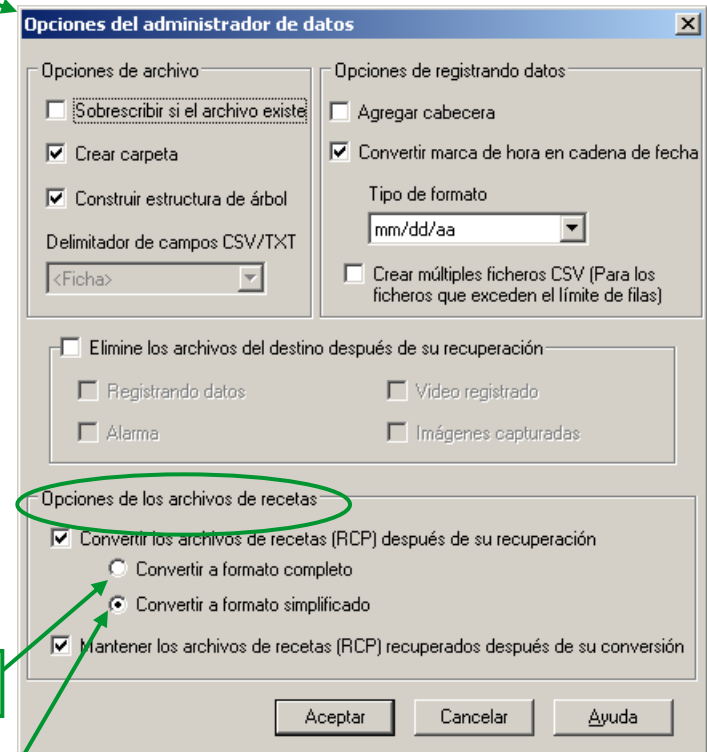 Opciones del administrador de datos
Opciones de archivo
Sobrescribir si el archivo existe
Crear carpeta
Construir estructura de árbol
Delimitador de campos CSV/TXT
<Ficha>
Opciones de registrando datos
Agregar cabecera
Convertir marca de hora en cadena de fecha
Tipo de formato
mm/dd/aa
Crear múltiples ficheros CSV (Para los
ficheros que exceden el límite de filas)
Elimine los archivos del destino después de su recuperación
Registrando datos
Video registrado
Alarma
Imágenes capturadas
Opciones de los archivos de recetas
Convertir los archivos de recetas (RCP) después de su recuperación
Convertir a formato completo
Convertir a formato simplificado
Mantener los archivos de recetas (RCP) recuperados después de su conversión
Aceptar
Cancelar
Ayuda